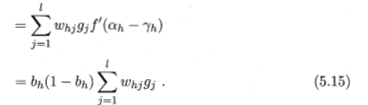 = \sum_{j=1}^{l} w_{hj} g_j f'(\alpha_h - \gamma_h)
= b_h(1 - b_h) \sum_{j=1}^{l} w_{hj} g_j . (5.15)